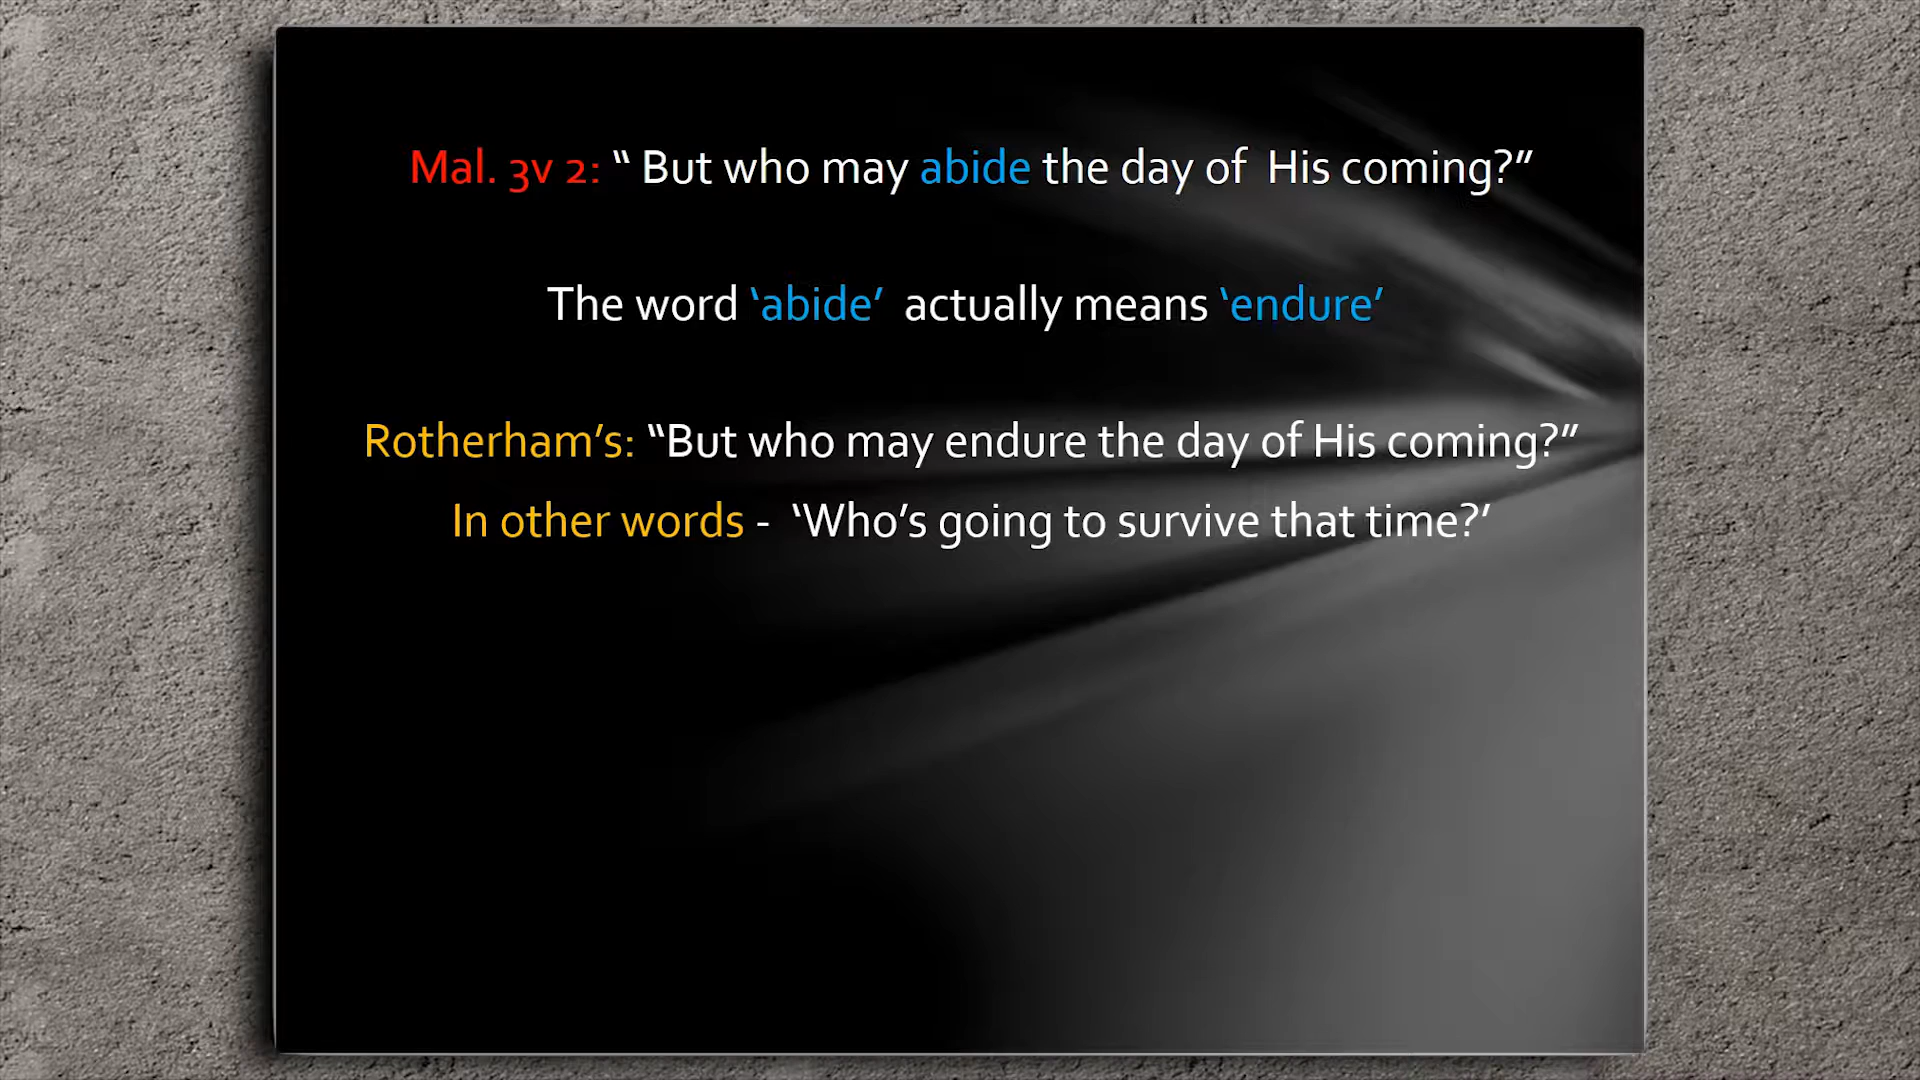 Mal. 3v 2: “ But who may abide the day of His coming?”
The word ‘abide’ actually means ‘endure’
Rotherham’s: “But who may endure the day of His coming?”
In other words - ‘Who’s going to survive that time?’